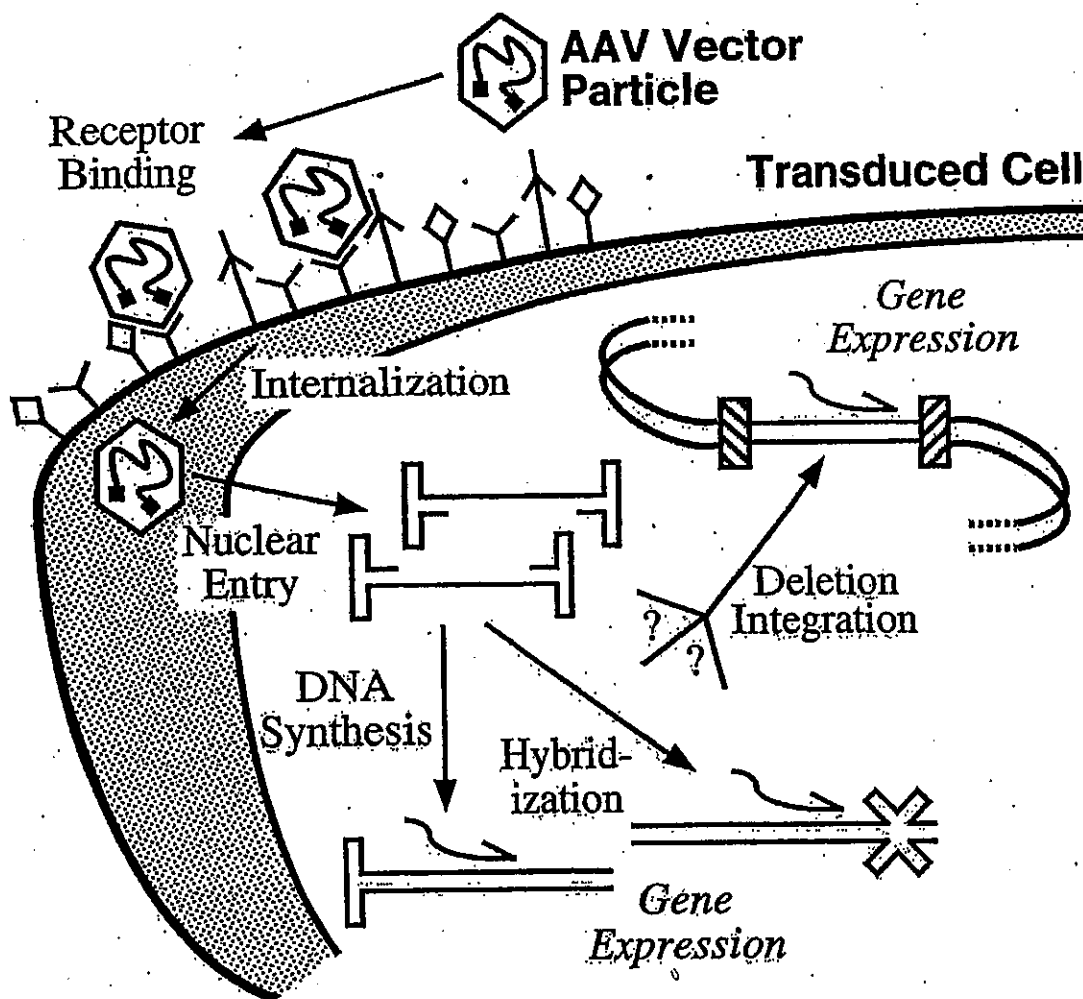 AAV Vector
Particle
Receptor
Binding
Transduced Cell
Gene
Expression
Internalization
Nuclear
Entry
Deletion
Integration
?
?
DNA
Synthesis
Hybrid-
ization
Gene
Expression